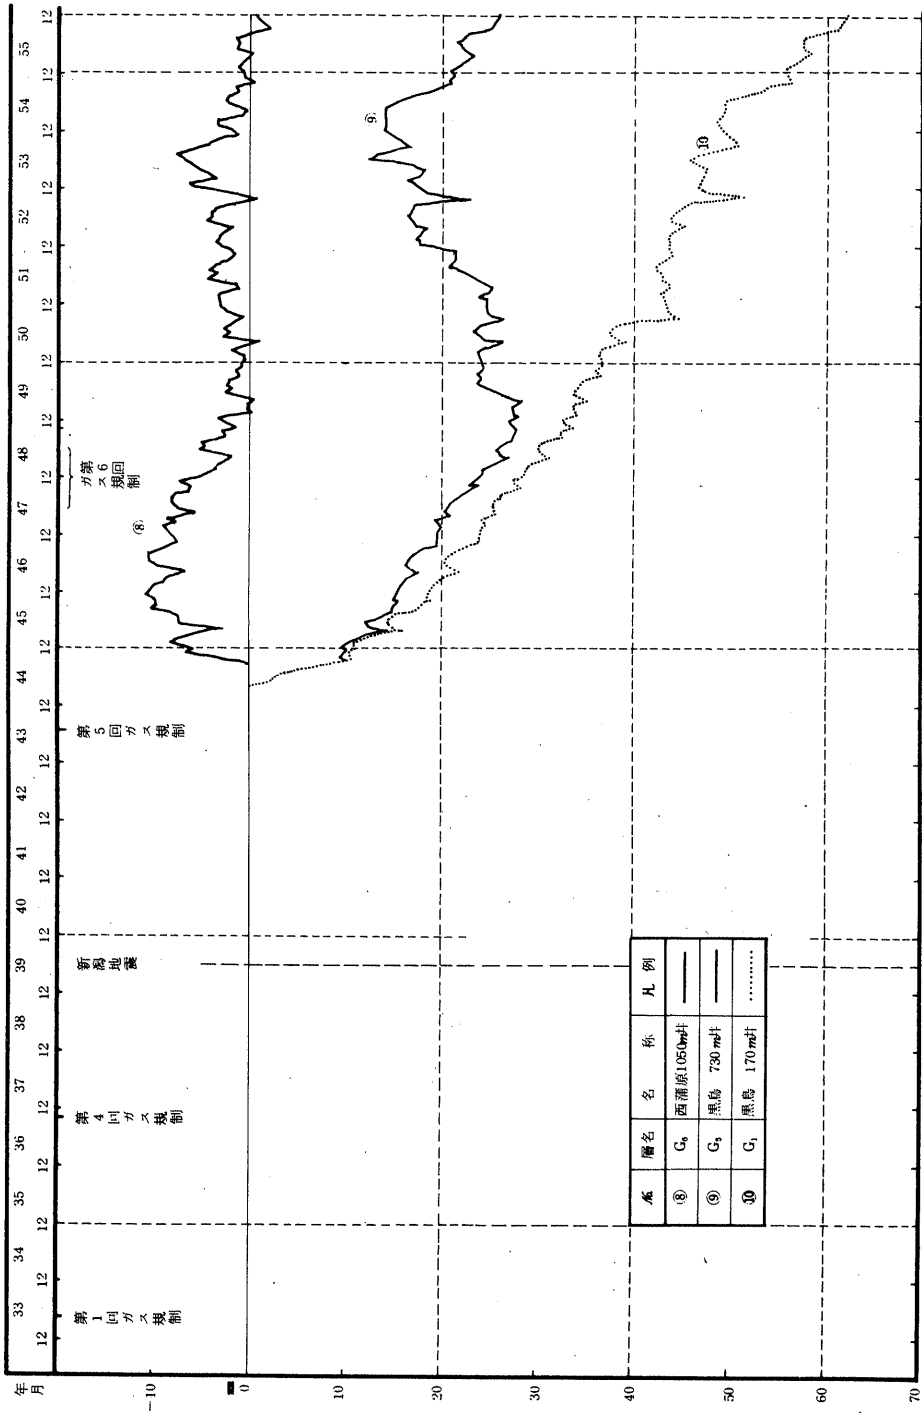 年 33 34 35 36 37 38 39 40 41 42 43 44 45 46 47 48 49 50 51 52 53 54 55
月 12 12 12 12 12 12 12 12 12 12 12 12 12 12 12 12 12 12 12 12 12 12 12 12
第1回ガス規制
第4回ガス規制
新潟地震
第5回ガス規制
第6回
ガス規制
-10
0
10
20
30
40
50
60
70
⑧
⑨
⑩
№ 層名 名称 凡例
⑧ G₆ 西蒲原1050m井
⑨ G₅ 黒鳥 730m井
⑩ G₁ 黒鳥 170m井